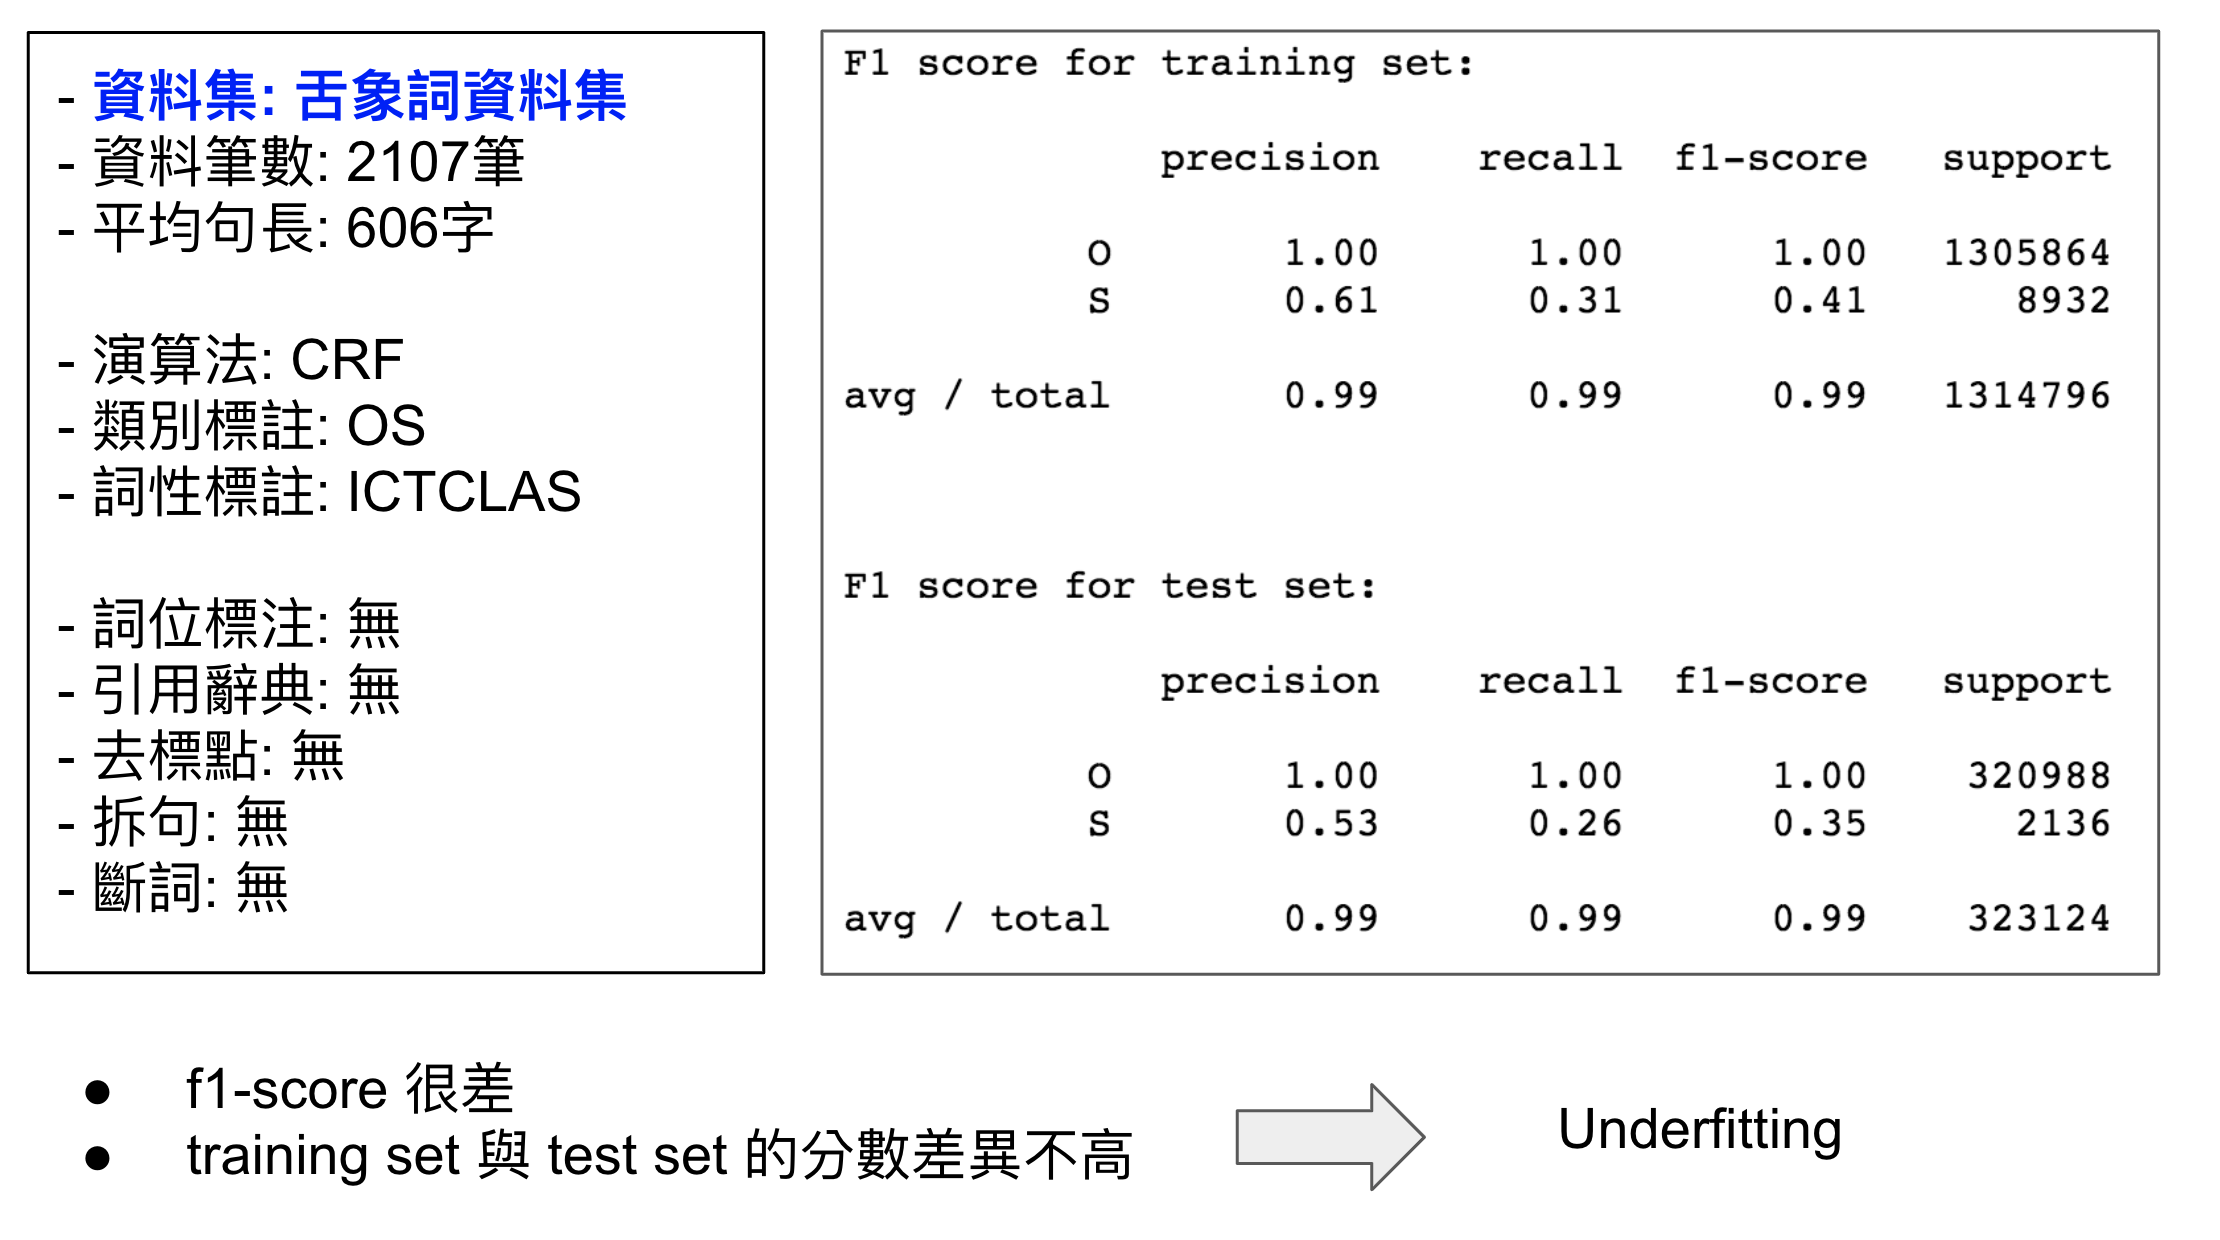 - 資料集: 舌象詞資料集
- 資料筆數: 2107筆
- 平均句長: 606字
- 演算法: CRF
- 類別標註: OS
- 詞性標註: ICTCLAS
- 詞位標注: 無
- 引用辭典: 無
- 去標點: 無
- 拆句: 無
- 斷詞: 無
F1 score for training set:
precision recall f1-score support
O 1.00 1.00 1.00 1305864
S 0.61 0.31 0.41 8932
avg / total 0.99 0.99 0.99 1314796
F1 score for test set:
precision recall f1-score support
O 1.00 1.00 1.00 320988
S 0.53 0.26 0.35 2136
avg / total 0.99 0.99 0.99 323124
● f1-score 很差
● training set 與 test set 的分數差異不高
Underfitting